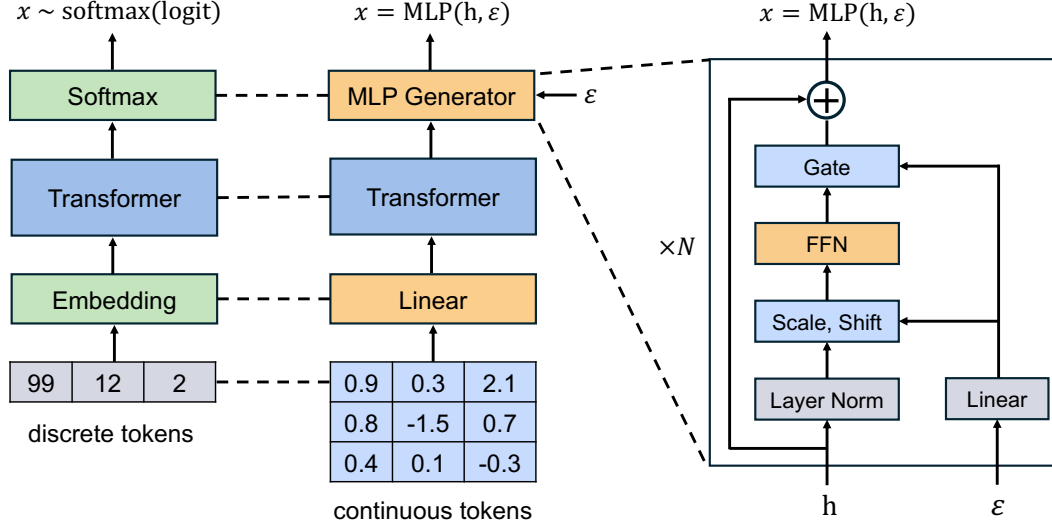 x ~ softmax(logit)
Softmax
Transformer
Embedding
99 12 2
discrete tokens
x = MLP(h, ε)
MLP Generator
ε
Transformer
Linear
0.9 0.3 2.1
0.8 -1.5 0.7
0.4 0.1 -0.3
continuous tokens
x = MLP(h, ε)
+
Gate
×N
FFN
Scale, Shift
Layer Norm
Linear
h
ε